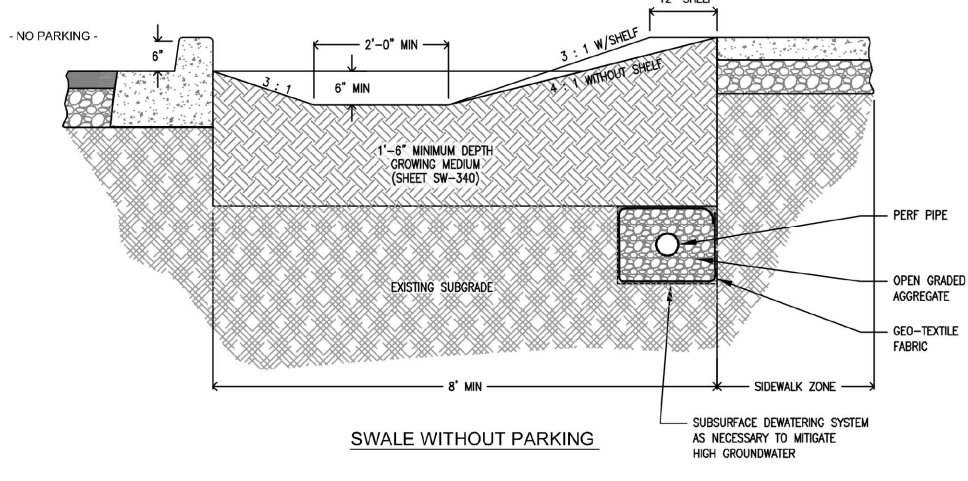 12" SHELF
- NO PARKING -
6"
2'-0" MIN
3 : 1 W/SHELF
4 : 1 WITHOUT SHELF
3 : 1
6" MIN
1'-6" MINIMUM DEPTH
GROWING MEDIUM
(SHEET SW-340)
PERF PIPE
EXISTING SUBGRADE
OPEN GRADED
AGGREGATE
GEO-TEXTILE
FABRIC
8' MIN
SIDEWALK ZONE
SUBSURFACE DEWATERING SYSTEM
AS NECESSARY TO MITIGATE
HIGH GROUNDWATER
SWALE WITHOUT PARKING